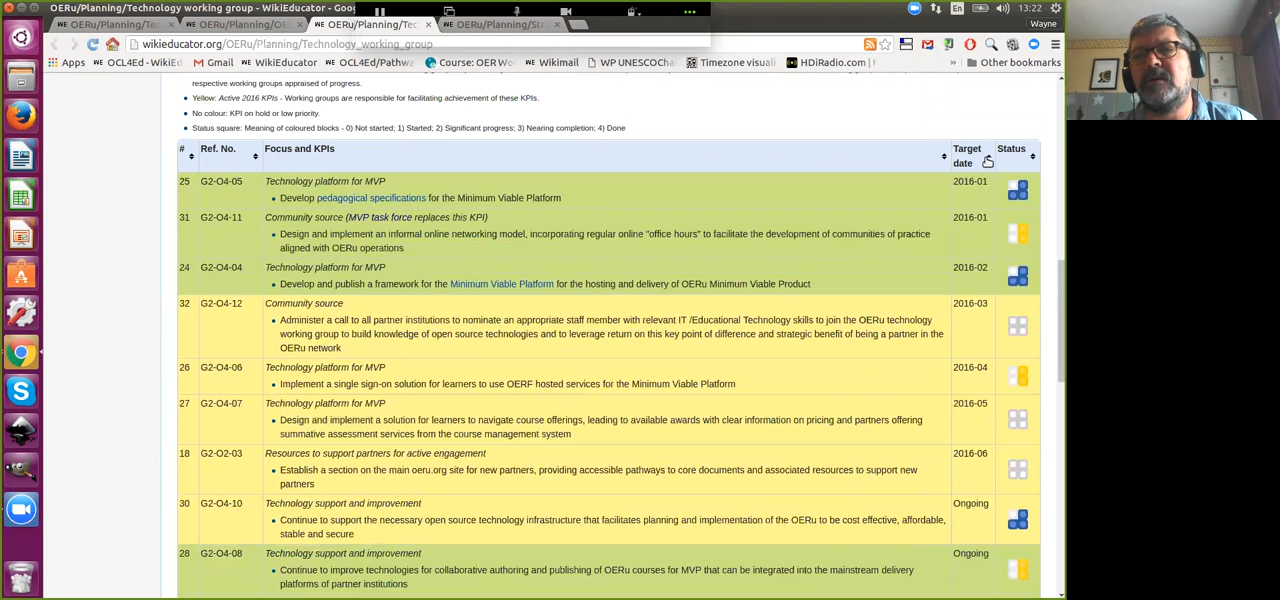 OERu/Planning/Technology working group - WikiEducator - Goo
En 13:22
OERu/Planning/Te
OERu/Planning/OE
OERu/Planning/Tec
OERu/Planning/Str
Wayne
wikieducator.org/OERu/Planning/Technology_working_group
Apps WE OCL4Ed - WikiE Gmail WE WikiEducator WE OCL4Ed/Pathw Course: OER Wo WE Wikimail WP UNESCOCha Timezone visuali HDiRadio.com | F » Other bookmarks
respective working groups appraised of progress.
Yellow: Active 2016 KPIs - Working groups are responsible for facilitating achievement of these KPIs.
No colour: KPI on hold or low priority.
Status square: Meaning of coloured blocks - 0) Not started; 1) Started; 2) Significant progress; 3) Nearing completion; 4) Done
# Ref. No. Focus and KPIs Target date Status
25 G2-O4-05 Technology platform for MVP 2016-01
Develop pedagogical specifications for the Minimum Viable Platform
31 G2-O4-11 Community source (MVP task force replaces this KPI) 2016-01
Design and implement an informal online networking model, incorporating regular online "office hours" to facilitate the development of communities of practice
aligned with OERu operations
24 G2-O4-04 Technology platform for MVP 2016-02
Develop and publish a framework for the Minimum Viable Platform for the hosting and delivery of OERu Minimum Viable Product
32 G2-O4-12 Community source 2016-03
Administer a call to all partner institutions to nominate an appropriate staff member with relevant IT /Educational Technology skills to join the OERu technology
working group to build knowledge of open source technologies and to leverage return on this key point of difference and strategic benefit of being a partner in the
OERu network
26 G2-O4-06 Technology platform for MVP 2016-04
Implement a single sign-on solution for learners to use OERF hosted services for the Minimum Viable Platform
27 G2-O4-07 Technology platform for MVP 2016-05
Design and implement a solution for learners to navigate course offerings, leading to available awards with clear information on pricing and partners offering
summative assessment services from the course management system
18 G2-O2-03 Resources to support partners for active engagement 2016-06
Establish a section on the main oeru.org site for new partners, providing accessible pathways to core documents and associated resources to support new
partners
30 G2-O4-10 Technology support and improvement Ongoing
Continue to support the necessary open source technology infrastructure that facilitates planning and implementation of the OERu to be cost effective, affordable,
stable and secure
28 G2-O4-08 Technology support and improvement Ongoing
Continue to improve technologies for collaborative authoring and publishing of OERu courses for MVP that can be integrated into the mainstream delivery
platforms of partner institutions